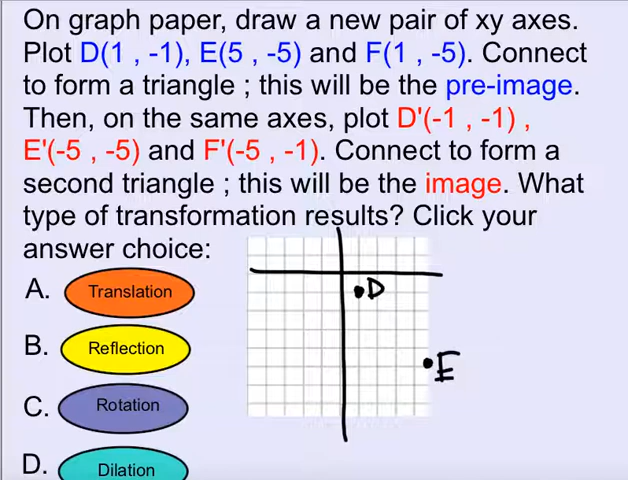 On graph paper, draw a new pair of xy axes.
Plot D(1 , -1), E(5 , -5) and F(1 , -5). Connect
to form a triangle ; this will be the pre-image.
Then, on the same axes, plot D'(-1 , -1) ,
E'(-5 , -5) and F'(-5 , -1). Connect to form a
second triangle ; this will be the image. What
type of transformation results? Click your
answer choice:
A. Translation
B. Reflection
C. Rotation
D. Dilation
D
E